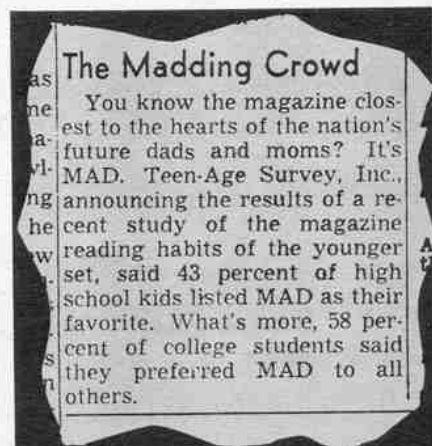 The Madding Crowd
You know the magazine clos-
est to the hearts of the nation's
future dads and moms? It's
MAD. Teen-Age Survey, Inc.,
announcing the results of a re-
cent study of the magazine
reading habits of the younger
set, said 43 percent of high
school kids listed MAD as their
favorite. What's more, 58 per-
cent of college students said
they preferred MAD to all
others.